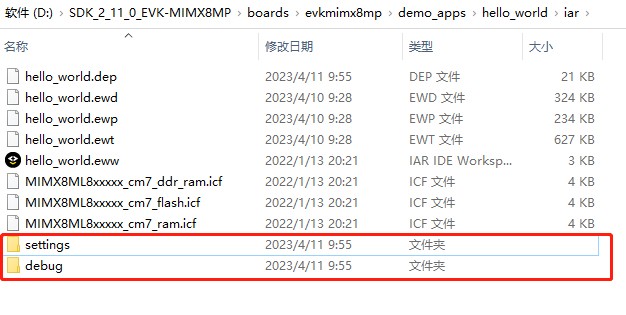 软件 (D:) › SDK_2_11_0_EVK-MIMX8MP › boards › evkmimx8mp › demo_apps › hello_world › iar ›
名称 修改日期 类型 大小
hello_world.dep 2023/4/11 9:55 DEP 文件 21 KB
hello_world.ewd 2023/4/10 9:28 EWD 文件 324 KB
hello_world.ewp 2023/4/10 9:28 EWP 文件 234 KB
hello_world.ewt 2023/4/10 9:28 EWT 文件 627 KB
hello_world.eww 2022/1/13 20:21 IAR IDE Worksp... 3 KB
MIMX8ML8xxxxx_cm7_ddr_ram.icf 2022/1/13 20:21 ICF 文件 4 KB
MIMX8ML8xxxxx_cm7_flash.icf 2022/1/13 20:21 ICF 文件 4 KB
MIMX8ML8xxxxx_cm7_ram.icf 2022/1/13 20:21 ICF 文件 4 KB
settings 2023/4/11 9:55 文件夹
debug 2023/4/11 9:55 文件夹